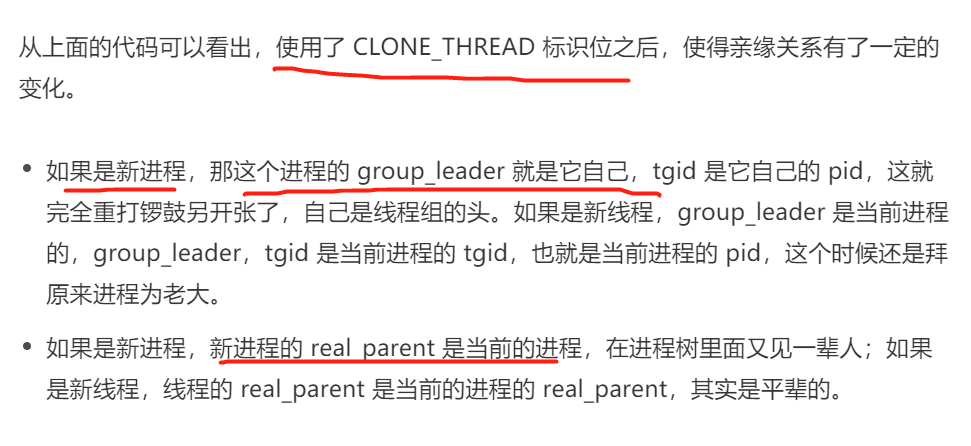 从上面的代码可以看出，使用了 CLONE_THREAD 标识位之后，使得亲缘关系有了一定的
变化。
• 如果是新进程，那这个进程的 group_leader 就是它自己，tgid 是它自己的 pid，这就
完全重打锣鼓另开张了，自己是线程组的头。如果是新线程，group_leader 是当前进程
的，group_leader，tgid 是当前进程的 tgid，也就是当前进程的 pid，这个时候还是拜
原来进程为老大。
• 如果是新进程，新进程的 real_parent 是当前的进程，在进程树里面又见一辈人；如果
是新线程，线程的 real_parent 是当前的进程的 real_parent，其实是平辈的。